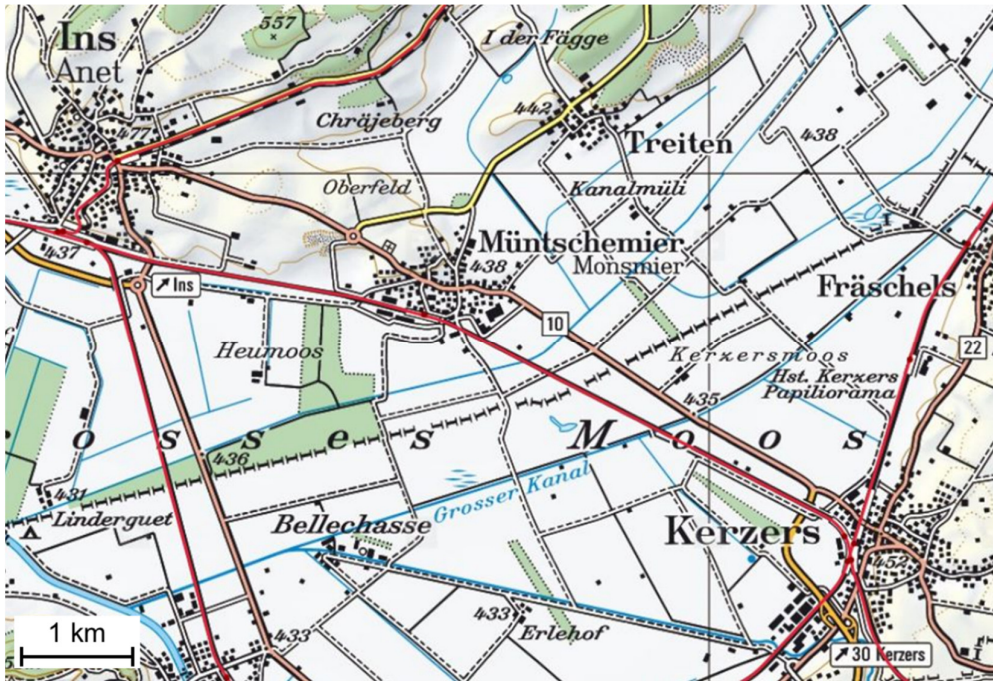 557
I der Fägge
Ins
Anet
477
Chräjeberg
442
Treiten
438
Oberfeld
Kanalmüli
437
Müntschemier
Monsmier
438
Ins
Fräschels
10
22
Heumoos
Kerzersmoos
Hst. Kerzers
Papiliorama
435
o s s e s M o o s
436
431
Grosser Kanal
Linderguet
Bellechasse
Kerzers
452
433
433
Erlehof
1 km
30 Kerzers